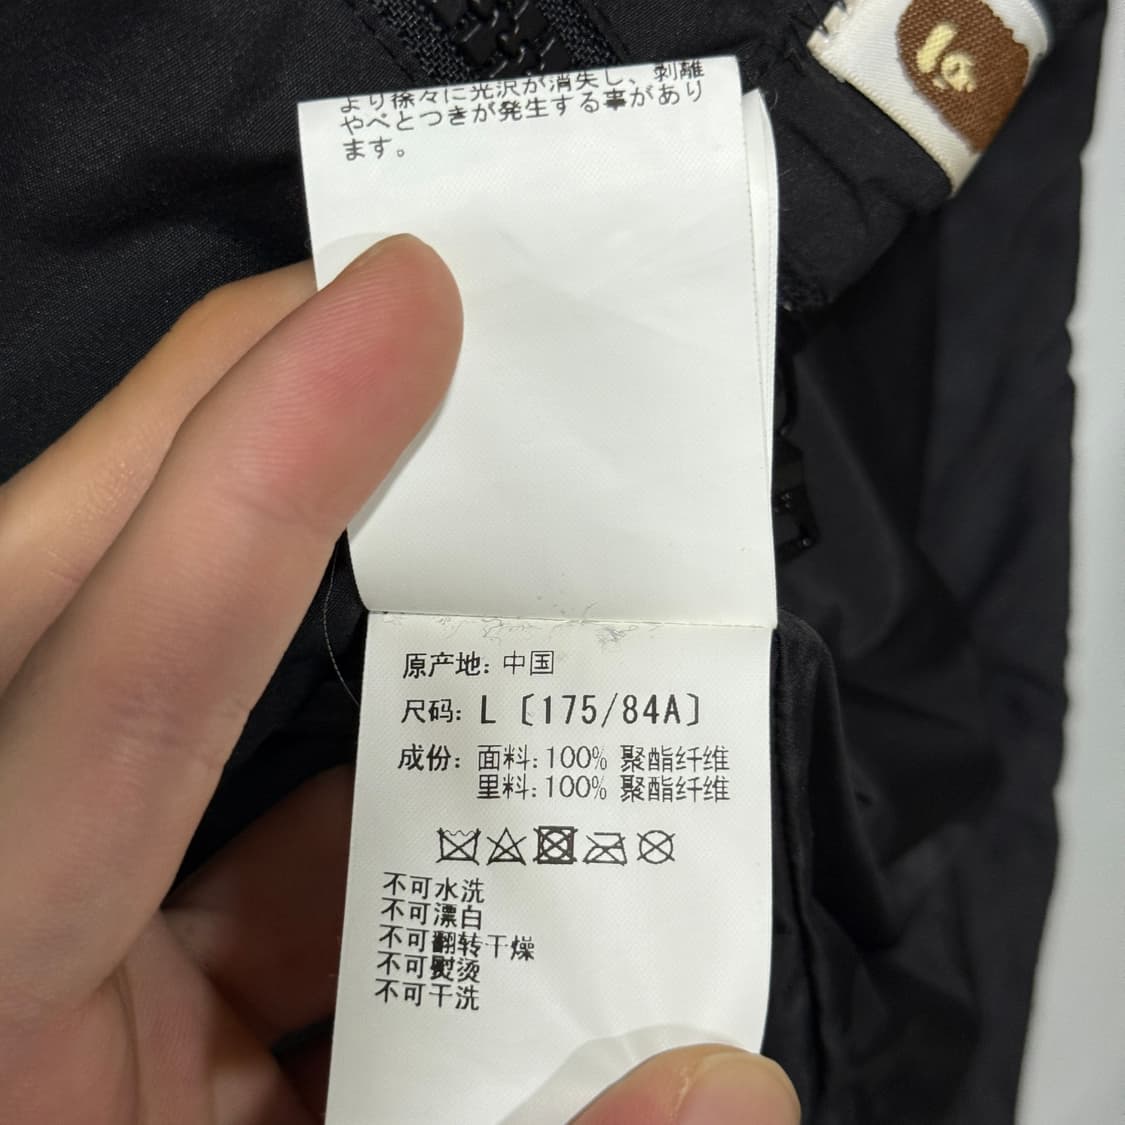 より徐々に光沢が消失し、剥離
やべとつきが発生する事があり
ます。
原产地: 中国
尺码: L〔175/84A〕
成份: 面料:100% 聚酯纤维
里料:100% 聚酯纤维
不可水洗
不可漂白
不可翻转干燥
不可熨烫
不可干洗